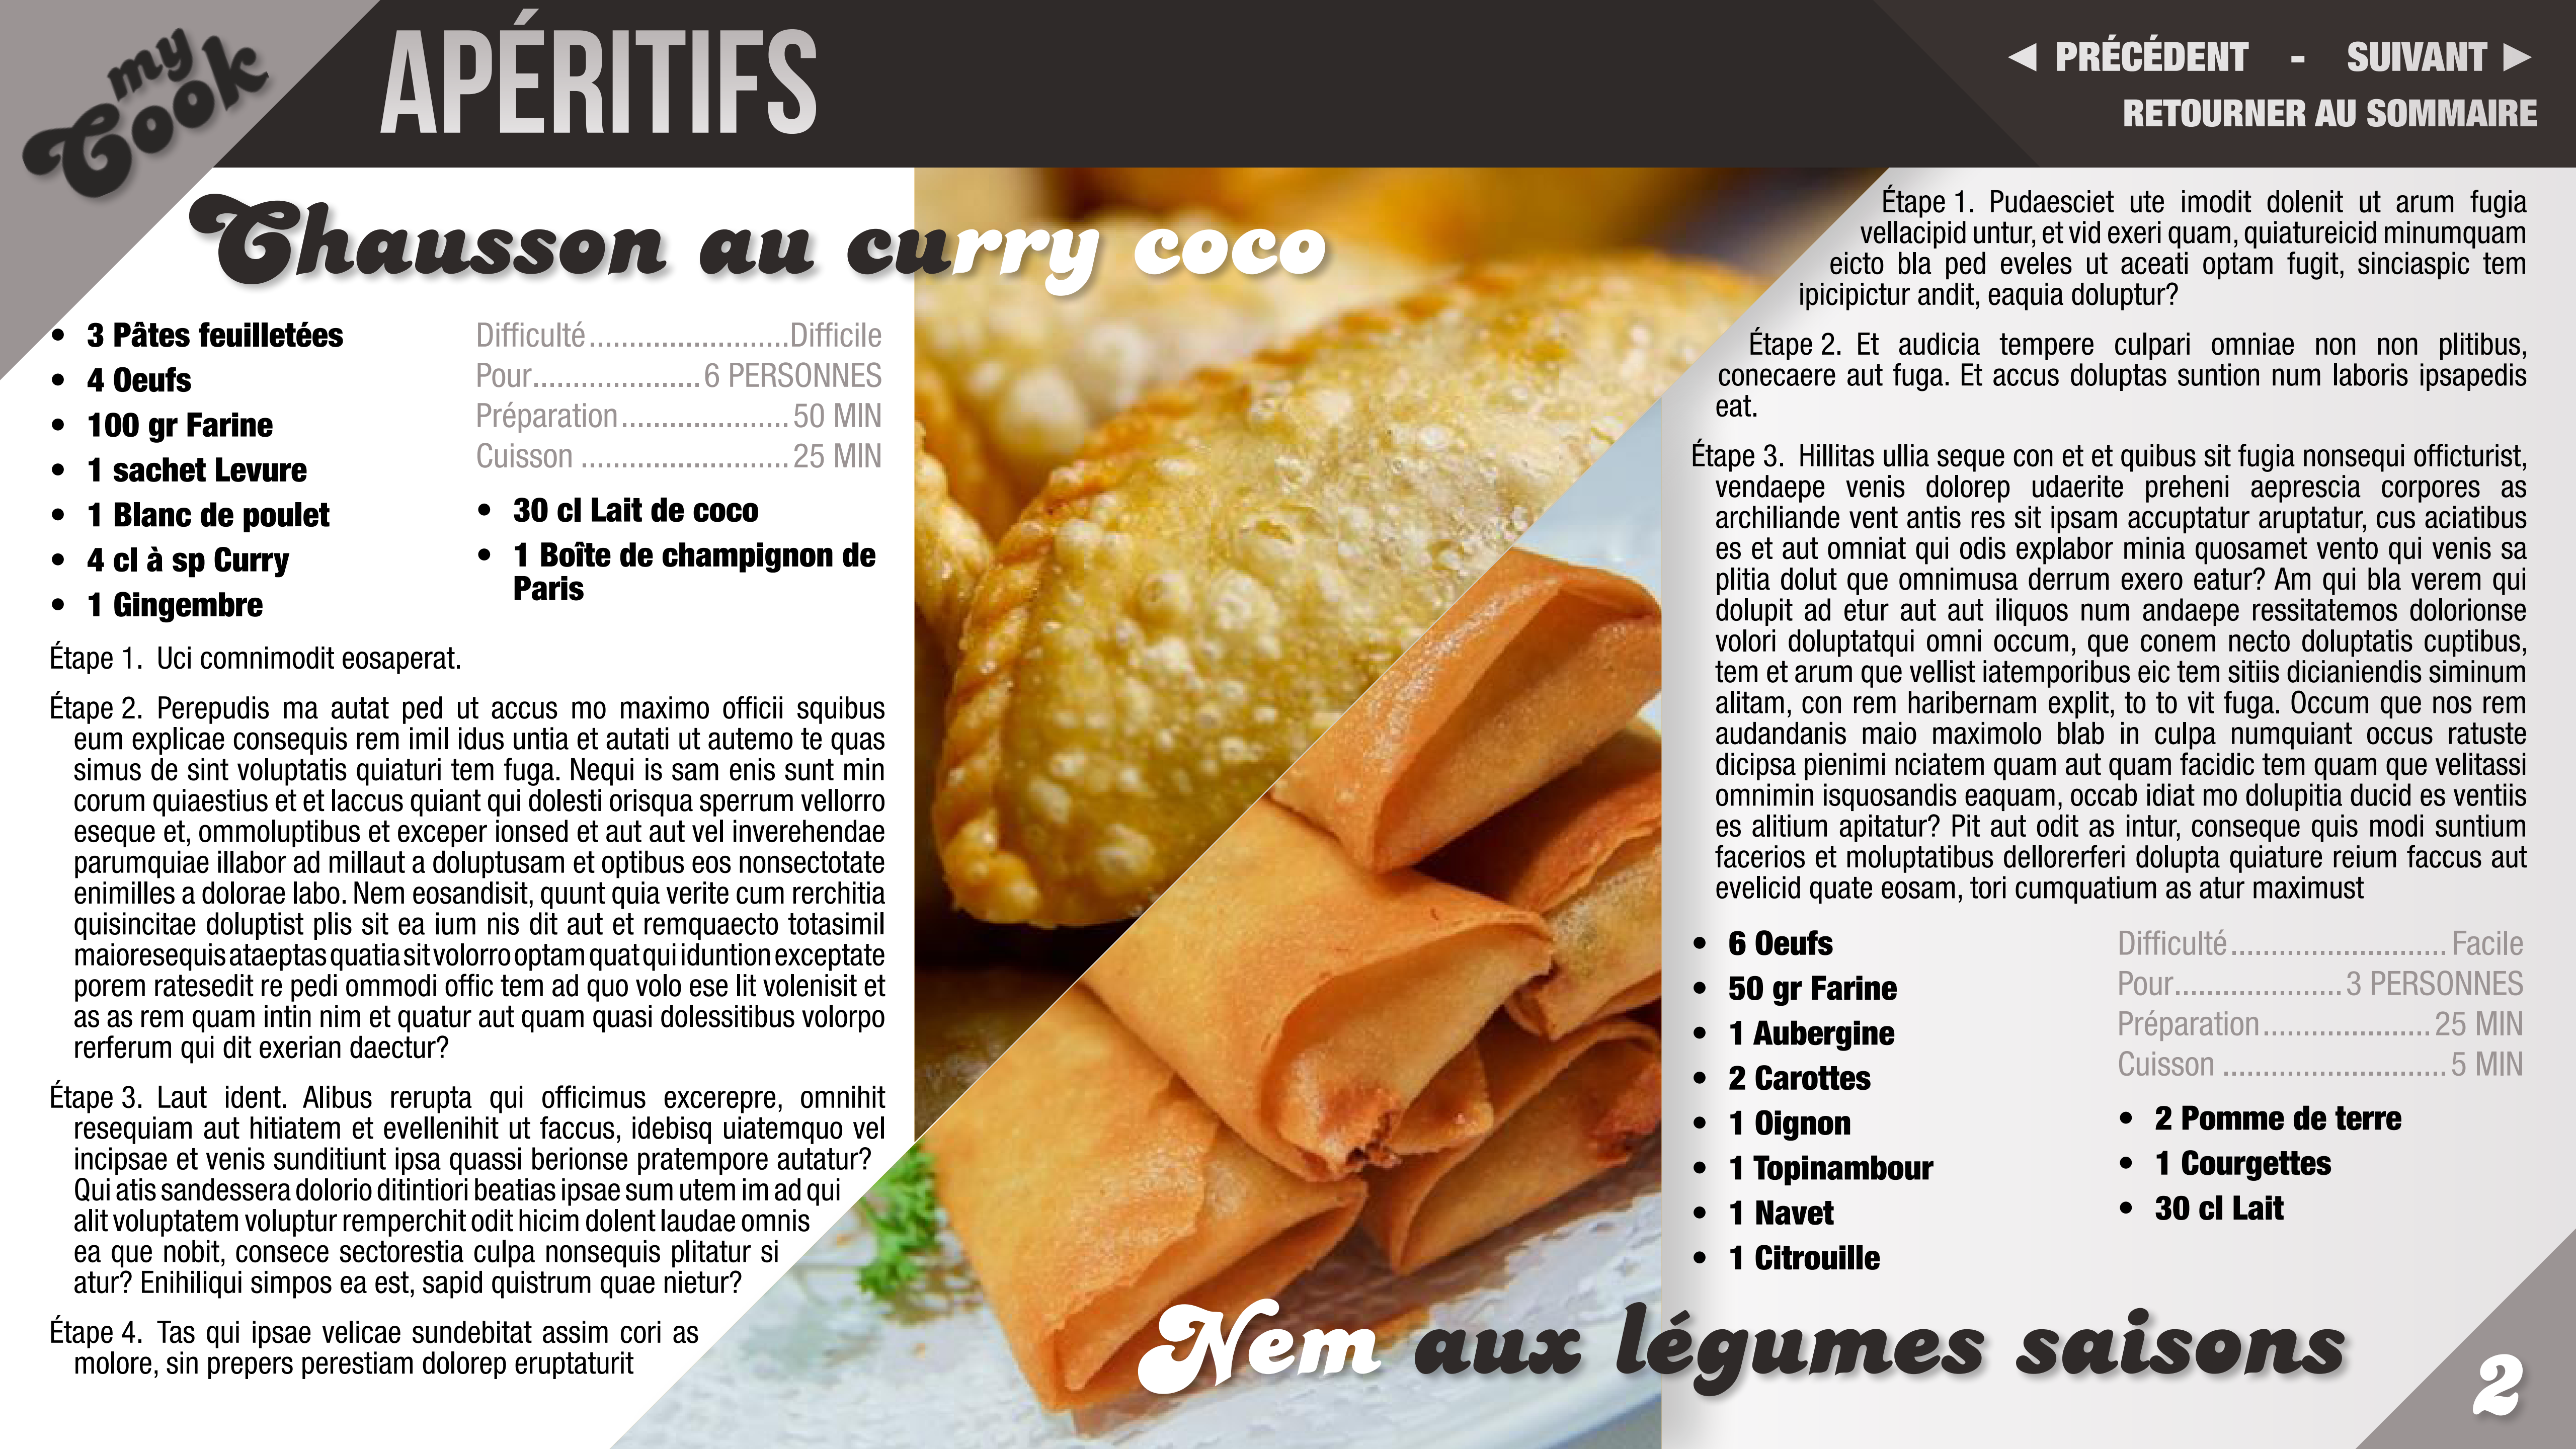 my
Cook
APÉRITIFS
◄ PRÉCÉDENT - SUIVANT ►
RETOURNER AU SOMMAIRE
Chausson au curry coco
• 3 Pâtes feuilletées
• 4 Oeufs
• 100 gr Farine
• 1 sachet Levure
• 1 Blanc de poulet
• 4 cl à sp Curry
• 1 Gingembre
Difficulté.........................Difficile
Pour.....................6 PERSONNES
Préparation.....................50 MIN
Cuisson ..........................25 MIN
• 30 cl Lait de coco
• 1 Boîte de champignon de
Paris
Étape 1. Uci comnimodit eosaperat.
Étape 2. Perepudis ma autat ped ut accus mo maximo officii squibus
eum explicae consequis rem imil idus untia et autati ut autemo te quas
simus de sint voluptatis quiaturi tem fuga. Nequi is sam enis sunt min
corum quiaestius et et laccus quiant qui dolesti orisqua sperrum vellorro
eseque et, ommoluptibus et exceper ionsed et aut aut vel inverehendae
parumquiae illabor ad millaut a doluptusam et optibus eos nonsectotate
enimilles a dolorae labo. Nem eosandisit, quunt quia verite cum rerchitia
quisincitae doluptist plis sit ea ium nis dit aut et remquaecto totasimil
maioresequis ataeptas quatia sit volorro optam quat qui iduntion exceptate
porem ratesedit re pedi ommodi offic tem ad quo volo ese lit volenisit et
as as rem quam intin nim et quatur aut quam quasi dolessitibus volorpo
rerferum qui dit exerian daectur?
Étape 3. Laut ident. Alibus rerupta qui officimus excerepre, omnihit
resequiam aut hitiatem et evellenihit ut faccus, idebisq uiatemquo vel
incipsae et venis sunditiunt ipsa quassi berionse pratempore autatur?
Qui atis sandessera dolorio ditintiori beatias ipsae sum utem im ad qui
alit voluptatem voluptur remperchit odit hicim dolent laudae omnis
ea que nobit, consece sectorestia culpa nonsequis plitatur si
atur? Enihiliqui simpos ea est, sapid quistrum quae nietur?
Étape 4. Tas qui ipsae velicae sundebitat assim cori as
molore, sin prepers perestiam dolorep eruptaturit
Étape 1. Pudaesciet ute imodit dolenit ut arum fugia
vellacipid untur, et vid exeri quam, quiatureicid minumquam
eicto bla ped eveles ut aceati optam fugit, sinciaspic tem
ipicipictur andit, eaquia doluptur?
Étape 2. Et audicia tempere culpari omniae non non plitibus,
conecaere aut fuga. Et accus doluptas suntion num laboris ipsapedis
eat.
Étape 3. Hillitas ullia seque con et et quibus sit fugia nonsequi officturist,
vendaepe venis dolorep udaerite preheni aeprescia corpores as
archiliande vent antis res sit ipsam accuptatur aruptatur, cus aciatibus
es et aut omniat qui odis explabor minia quosamet vento qui venis sa
plitia dolut que omnimusa derrum exero eatur? Am qui bla verem qui
dolupit ad etur aut aut iliquos num andaepe ressitatemos dolorionse
volori doluptatqui omni occum, que conem necto doluptatis cuptibus,
tem et arum que vellist iatemporibus eic tem sitiis dicianiendis siminum
alitam, con rem haribernam explit, to to vit fuga. Occum que nos rem
audandanis maio maximolo blab in culpa numquiant occus ratuste
dicipsa pienimi nciatem quam aut quam facidic tem quam que velitassi
omnimin isquosandis eaquam, occab idiat mo dolupitia ducid es ventiis
es alitium apitatur? Pit aut odit as intur, conseque quis modi suntium
facerios et moluptatibus dellorerferi dolupta quiature reium faccus aut
evelicid quate eosam, tori cumquatium as atur maximust
• 6 Oeufs
• 50 gr Farine
• 1 Aubergine
• 2 Carottes
• 1 Oignon
• 1 Topinambour
• 1 Navet
• 1 Citrouille
Difficulté........................... Facile
Pour.....................3 PERSONNES
Préparation.....................25 MIN
Cuisson ............................5 MIN
• 2 Pomme de terre
• 1 Courgettes
• 30 cl Lait
Nem aux légumes saisons
2